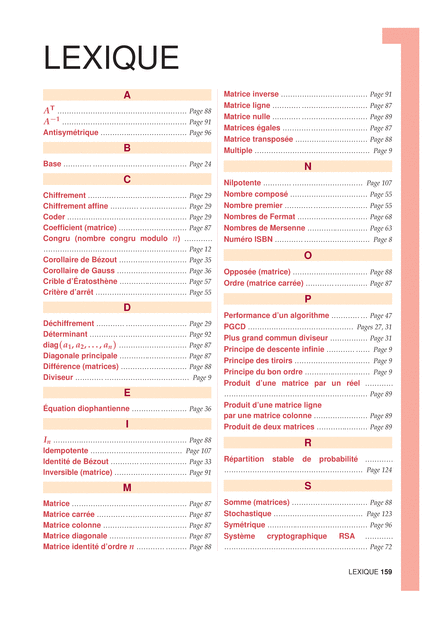 LEXIQUE
A
A^T ........ Page 88
A^−1 ........ Page 91
Antisymétrique ........ Page 96
B
Base ........ Page 24
C
Chiffrement ........ Page 29
Chiffrement affine ........ Page 29
Coder ........ Page 29
Coefficient (matrice) ........ Page 87
Congru (nombre congru modulo n) ........
........ Page 12
Corollaire de Bézout ........ Page 35
Corollaire de Gauss ........ Page 36
Crible d'Ératosthène ........ Page 57
Critère d'arrêt ........ Page 55
D
Déchiffrement ........ Page 29
Déterminant ........ Page 92
diag(a₁, a₂, . . . , aₙ) ........ Page 87
Diagonale principale ........ Page 87
Différence (matrices) ........ Page 88
Diviseur ........ Page 9
E
Équation diophantienne ........ Page 36
I
Iₙ ........ Page 88
Idempotente ........ Page 107
Identité de Bézout ........ Page 33
Inversible (matrice) ........ Page 91
M
Matrice ........ Page 87
Matrice carrée ........ Page 87
Matrice colonne ........ Page 87
Matrice diagonale ........ Page 87
Matrice identité d'ordre n ........ Page 88
Matrice inverse ........ Page 91
Matrice ligne ........ Page 87
Matrice nulle ........ Page 89
Matrices égales ........ Page 87
Matrice transposée ........ Page 88
Multiple ........ Page 9
N
Nilpotente ........ Page 107
Nombre composé ........ Page 55
Nombre premier ........ Page 55
Nombres de Fermat ........ Page 68
Nombres de Mersenne ........ Page 63
Numéro ISBN ........ Page 8
O
Opposée (matrice) ........ Page 88
Ordre (matrice carrée) ........ Page 87
P
Performance d'un algorithme ........ Page 47
PGCD ........ Pages 27, 31
Plus grand commun diviseur ........ Page 31
Principe de descente infinie ........ Page 9
Principe des tiroirs ........ Page 9
Principe du bon ordre ........ Page 9
Produit d'une matrice par un réel ........
........ Page 89
Produit d'une matrice ligne
par une matrice colonne ........ Page 89
Produit de deux matrices ........ Page 89
R
Répartition stable de probabilité ........
........ Page 124
S
Somme (matrices) ........ Page 88
Stochastique ........ Page 123
Symétrique ........ Page 96
Système cryptographique RSA ........
........ Page 72
LEXIQUE 159